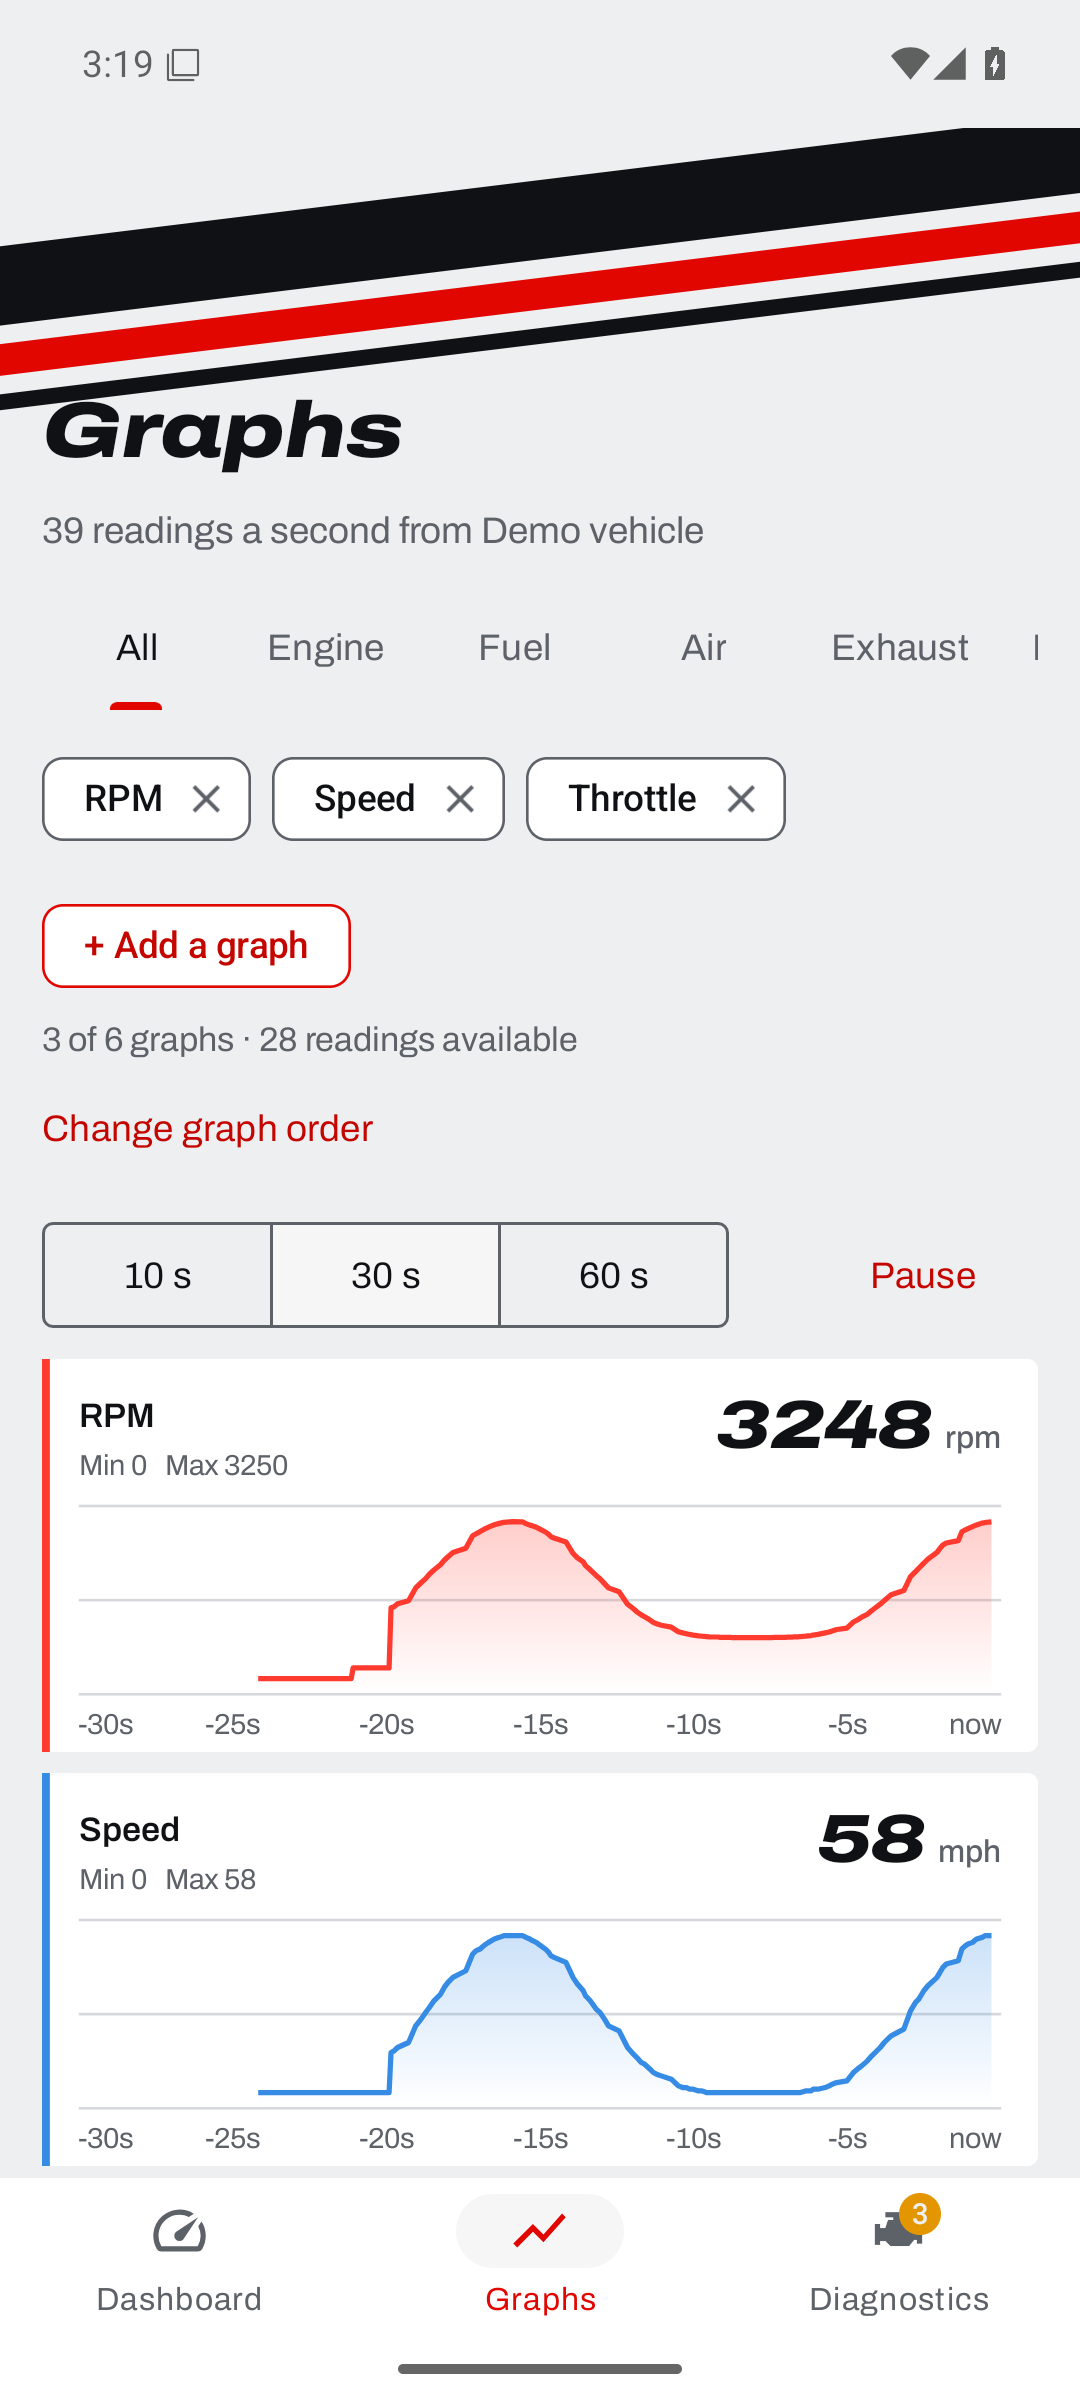 3:19
Graphs
39 readings a second from Demo vehicle
All Engine Fuel Air Exhaust
RPM Speed Throttle
+ Add a graph
3 of 6 graphs · 28 readings available
Change graph order
10 s 30 s 60 s Pause
RPM 3248 rpm
Min 0 Max 3250
-30s -25s -20s -15s -10s -5s now
Speed 58 mph
Min 0 Max 58
-30s -25s -20s -15s -10s -5s now
3
Dashboard Graphs Diagnostics